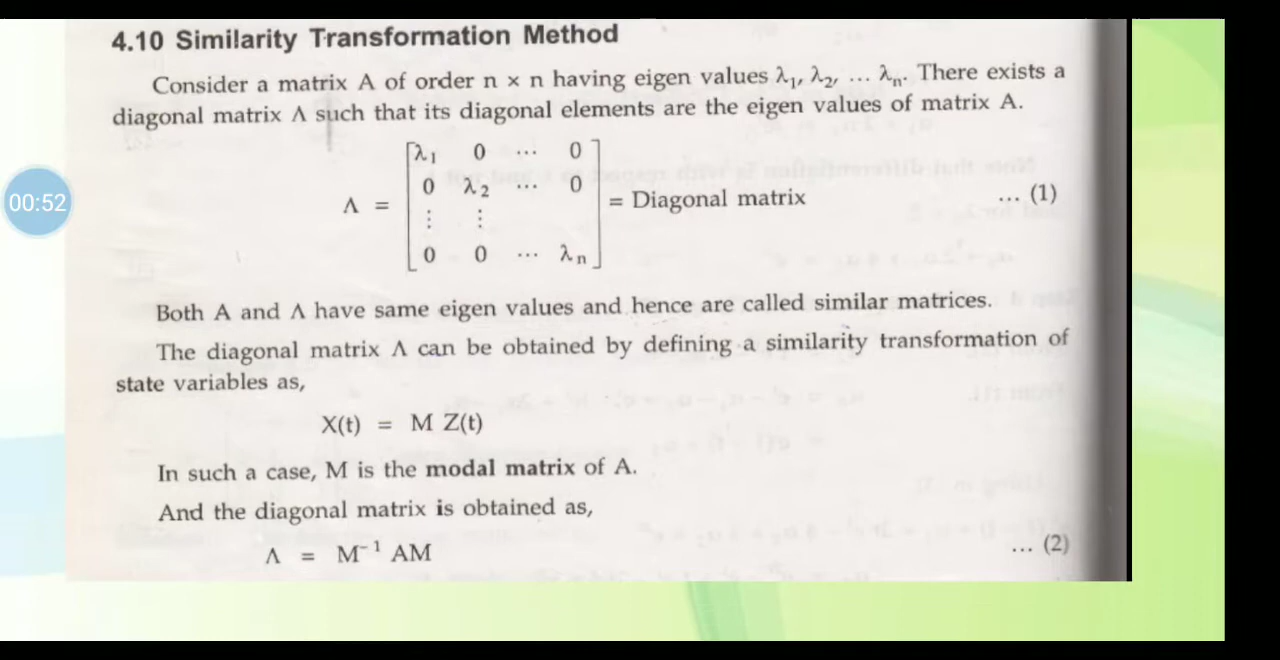 4.10 Similarity Transformation Method
Consider a matrix A of order n × n having eigen values λ₁, λ₂, ... λₙ. There exists a
diagonal matrix Λ such that its diagonal elements are the eigen values of matrix A.
λ₁ 0 ... 0
0 λ₂ ... 0
00:52
Λ = = Diagonal matrix ... (1)
⋮ ⋮
0 0 ... λₙ
Both A and Λ have same eigen values and hence are called similar matrices.
The diagonal matrix Λ can be obtained by defining a similarity transformation of
state variables as,
X(t) = M Z(t)
In such a case, M is the modal matrix of A.
And the diagonal matrix is obtained as,
Λ = M⁻¹ AM ... (2)